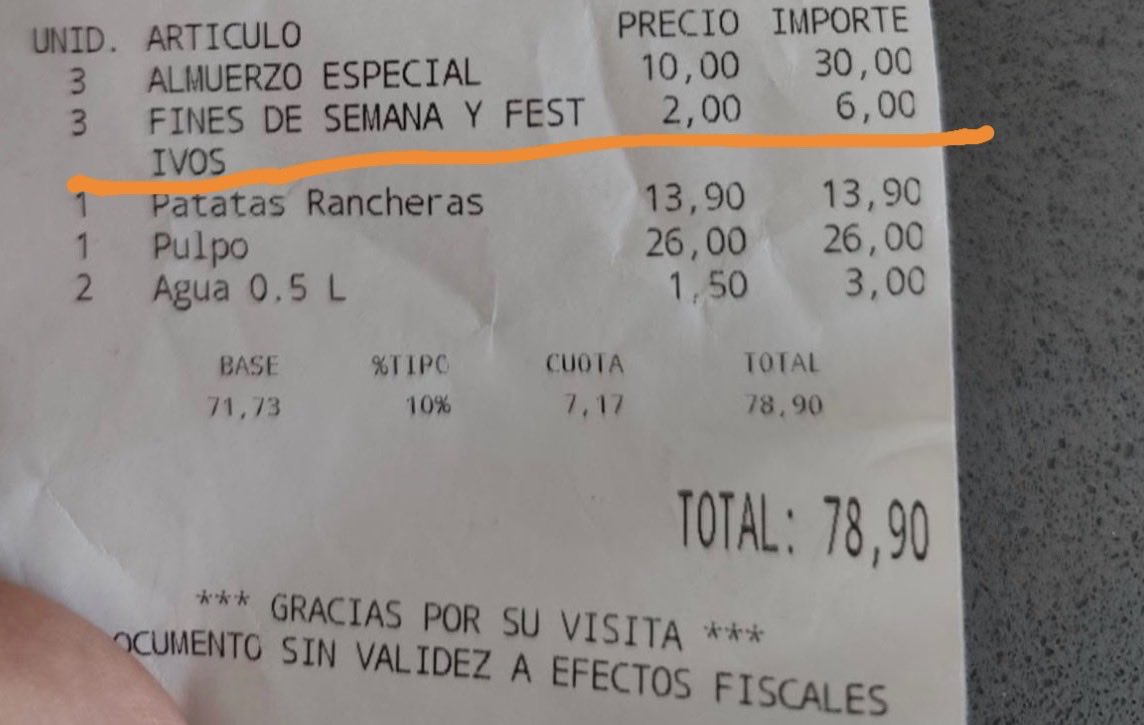 UNID. ARTICULO PRECIO IMPORTE
3 ALMUERZO ESPECIAL 10,00 30,00
3 FINES DE SEMANA Y FEST 2,00 6,00
IVOS
1 Patatas Rancheras 13,90 13,90
1 Pulpo 26,00 26,00
2 Agua 0.5 L 1,50 3,00
BASE %TIPO CUOTA TOTAL
71,73 10% 7,17 78,90
TOTAL: 78,90
*** GRACIAS POR SU VISITA ***
OCUMENTO SIN VALIDEZ A EFECTOS FISCALES